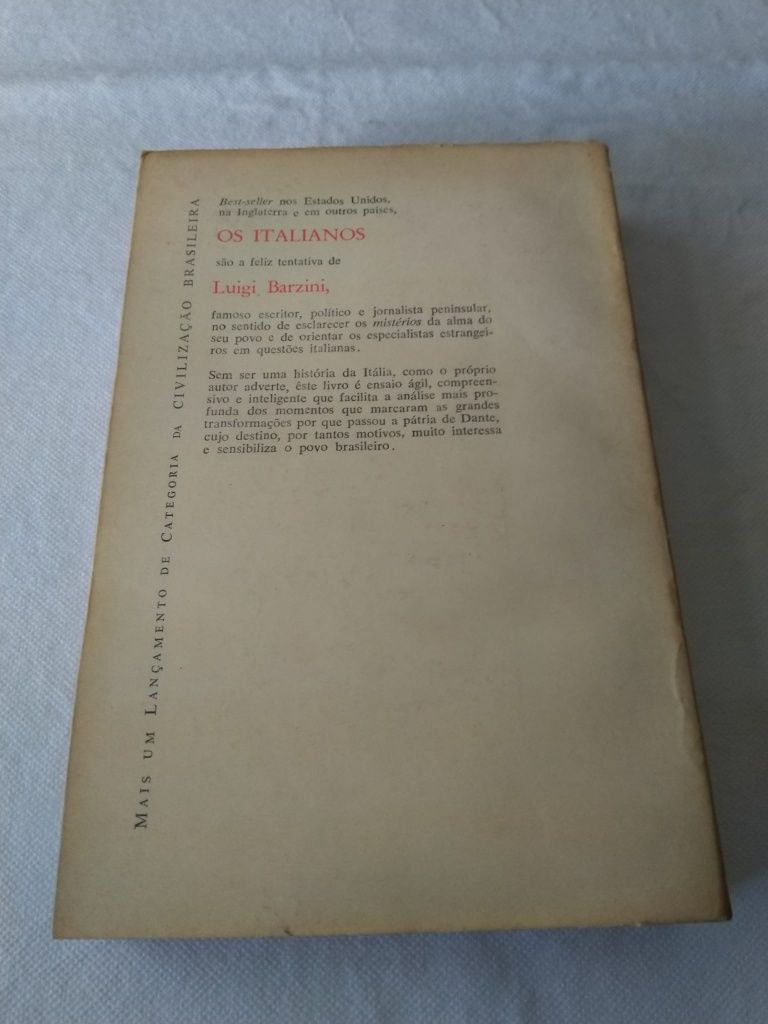 Best-seller nos Estados Unidos,
na Inglaterra e em outros países,
OS ITALIANOS
são a feliz tentativa de
Luigi Barzini,
famoso escritor, político e jornalista peninsular,
no sentido de esclarecer os mistérios da alma do
seu povo e de orientar os especialistas estrangei-
ros em questões italianas.
Sem ser uma história da Itália, como o próprio
autor adverte, êste livro é ensaio ágil, compreen-
sivo e inteligente que facilita a análise mais pro-
funda dos momentos que marcaram as grandes
transformações por que passou a pátria de Dante,
cujo destino, por tantos motivos, muito interessa
e sensibiliza o povo brasileiro.
MAIS UM LANÇAMENTO DE CATEGORIA DA CIVILIZAÇÃO BRASILEIRA